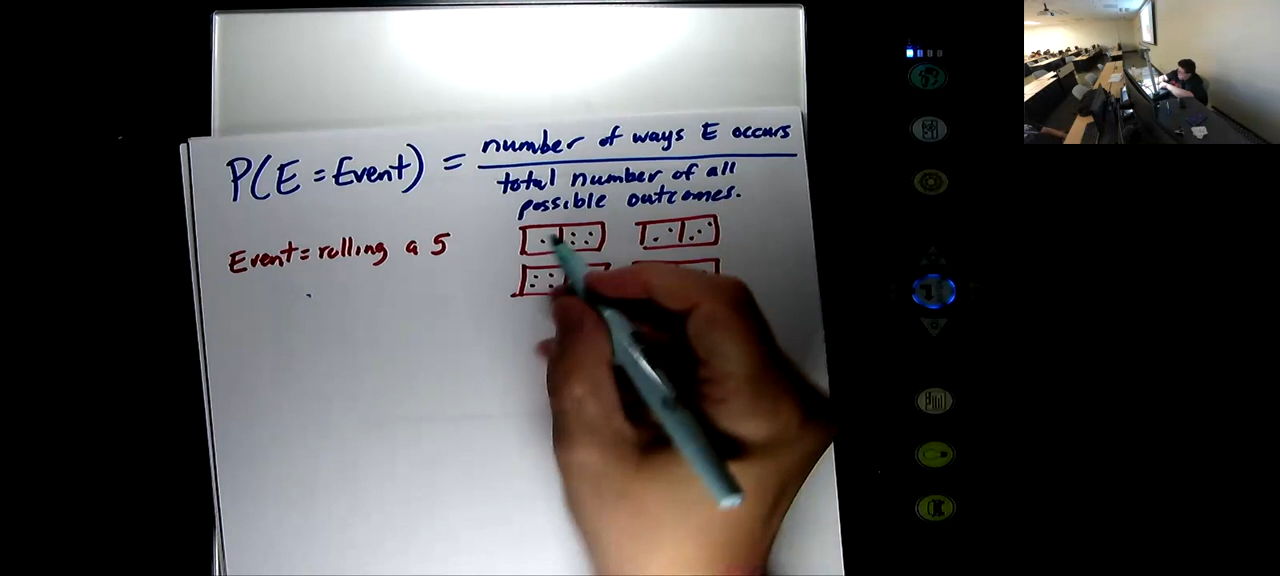 P(E = Event) = number of ways E occurs
total number of all
possible outcomes.
Event = rolling a 5